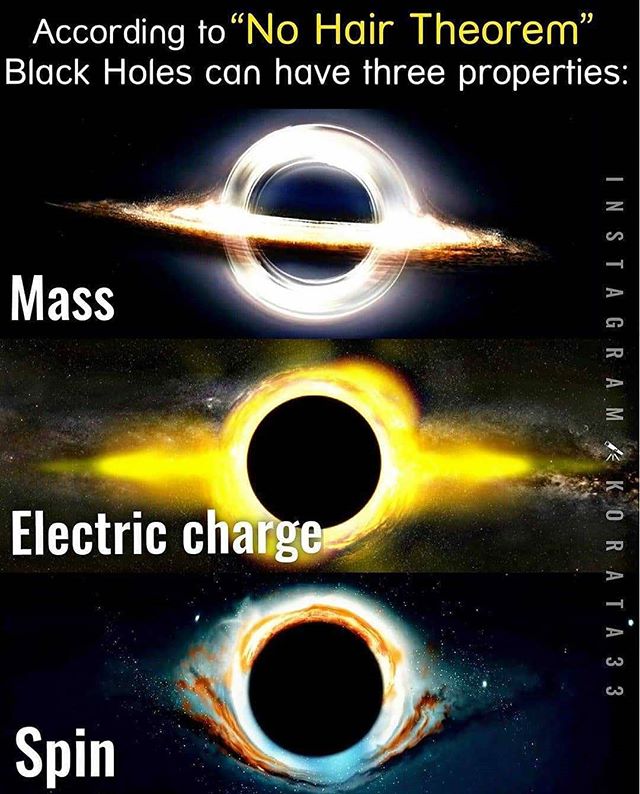 According to “No Hair Theorem”
Black Holes can have three properties:
Mass
Electric charge
Spin
INSTAGRAM KORATA33